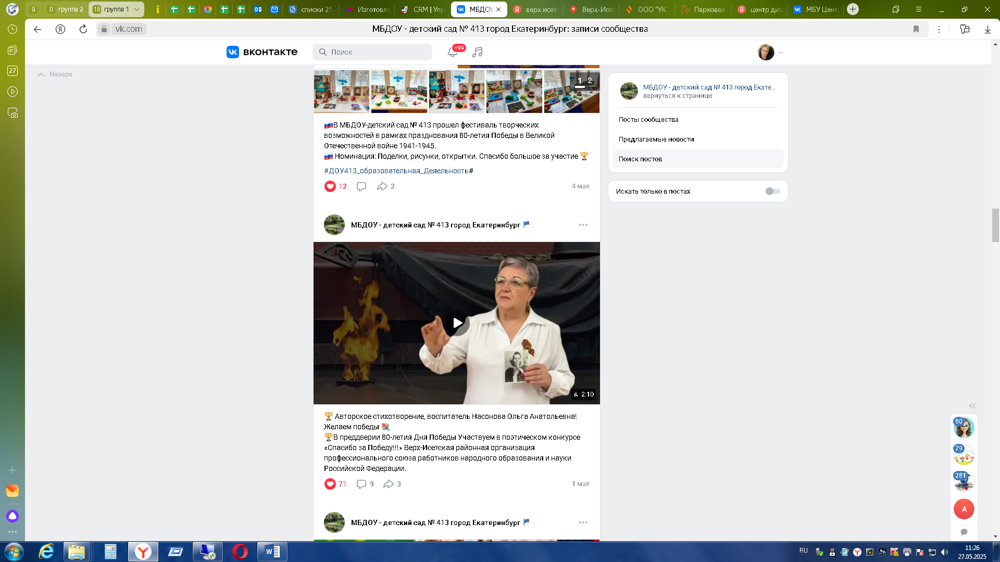 9
0 группа 2
18 группа 1
списки 21.
Изготовле
CRM | Упр
МБДОУ
верх исет
Верх-Исет
ООО "УК
Парковая
центр диа
МБУ Цент
vk.com
МБДОУ - детский сад № 413 город Екатеринбург: записи сообщества
27
вконтакте
Поиск
+99
Наверх
1 2
В МБДОУ-детский сад № 413 прошел фестиваль творческих
возможностей в рамках празднования 80-летия Победы в Великой
Отечественной войне 1941-1945.
Номинация: Поделки, рисунки, открытки. Спасибо большое за участие
#ДОУ413_образовательная_Деяельность#
12 2 4 мая
МБДОУ - детский сад № 413 город Екатеринбург
2:10
Авторское стихотворение, воспитатель Насонова Ольга Анатольевна!
Желаем победы
В преддверии 80-летия Дня Победы Участвуем в поэтическом конкурсе
«Спасибо за Победу!!!» Верх-Исетская районная организация
профессионального союза работников народного образования и науки
Российской Федерации.
71 9 3 1 мая
МБДОУ - детский сад № 413 город Екатеринбург
МБДОУ - детский сад № 413 город Екате...
вернуться к странице
Посты сообщества
Предлагаемые новости
Поиск постов
Искать только в постах
80
79
281
А
RU
11:26
27.05.2025